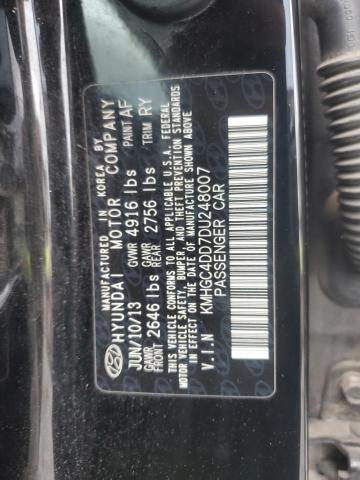 MANUFACTURED IN KOREA BY
HYUNDAI MOTOR COMPANY
JUN/10/13 GVWR 4916 lbs PAINT AF
GAWR FRONT 2646 lbs GAWR REAR 2756 lbs TRIM RY
THIS VEHICLE CONFORMS TO ALL APPLICABLE U.S.A. FEDERAL
MOTOR VEHICLE SAFETY, BUMPER, AND THEFT PREVENTION STANDARDS
IN EFFECT ON THE DATE OF MANUFACTURE SHOWN ABOVE.
V.I.N KMHGC4DD7DU248007
PASSENGER CAR